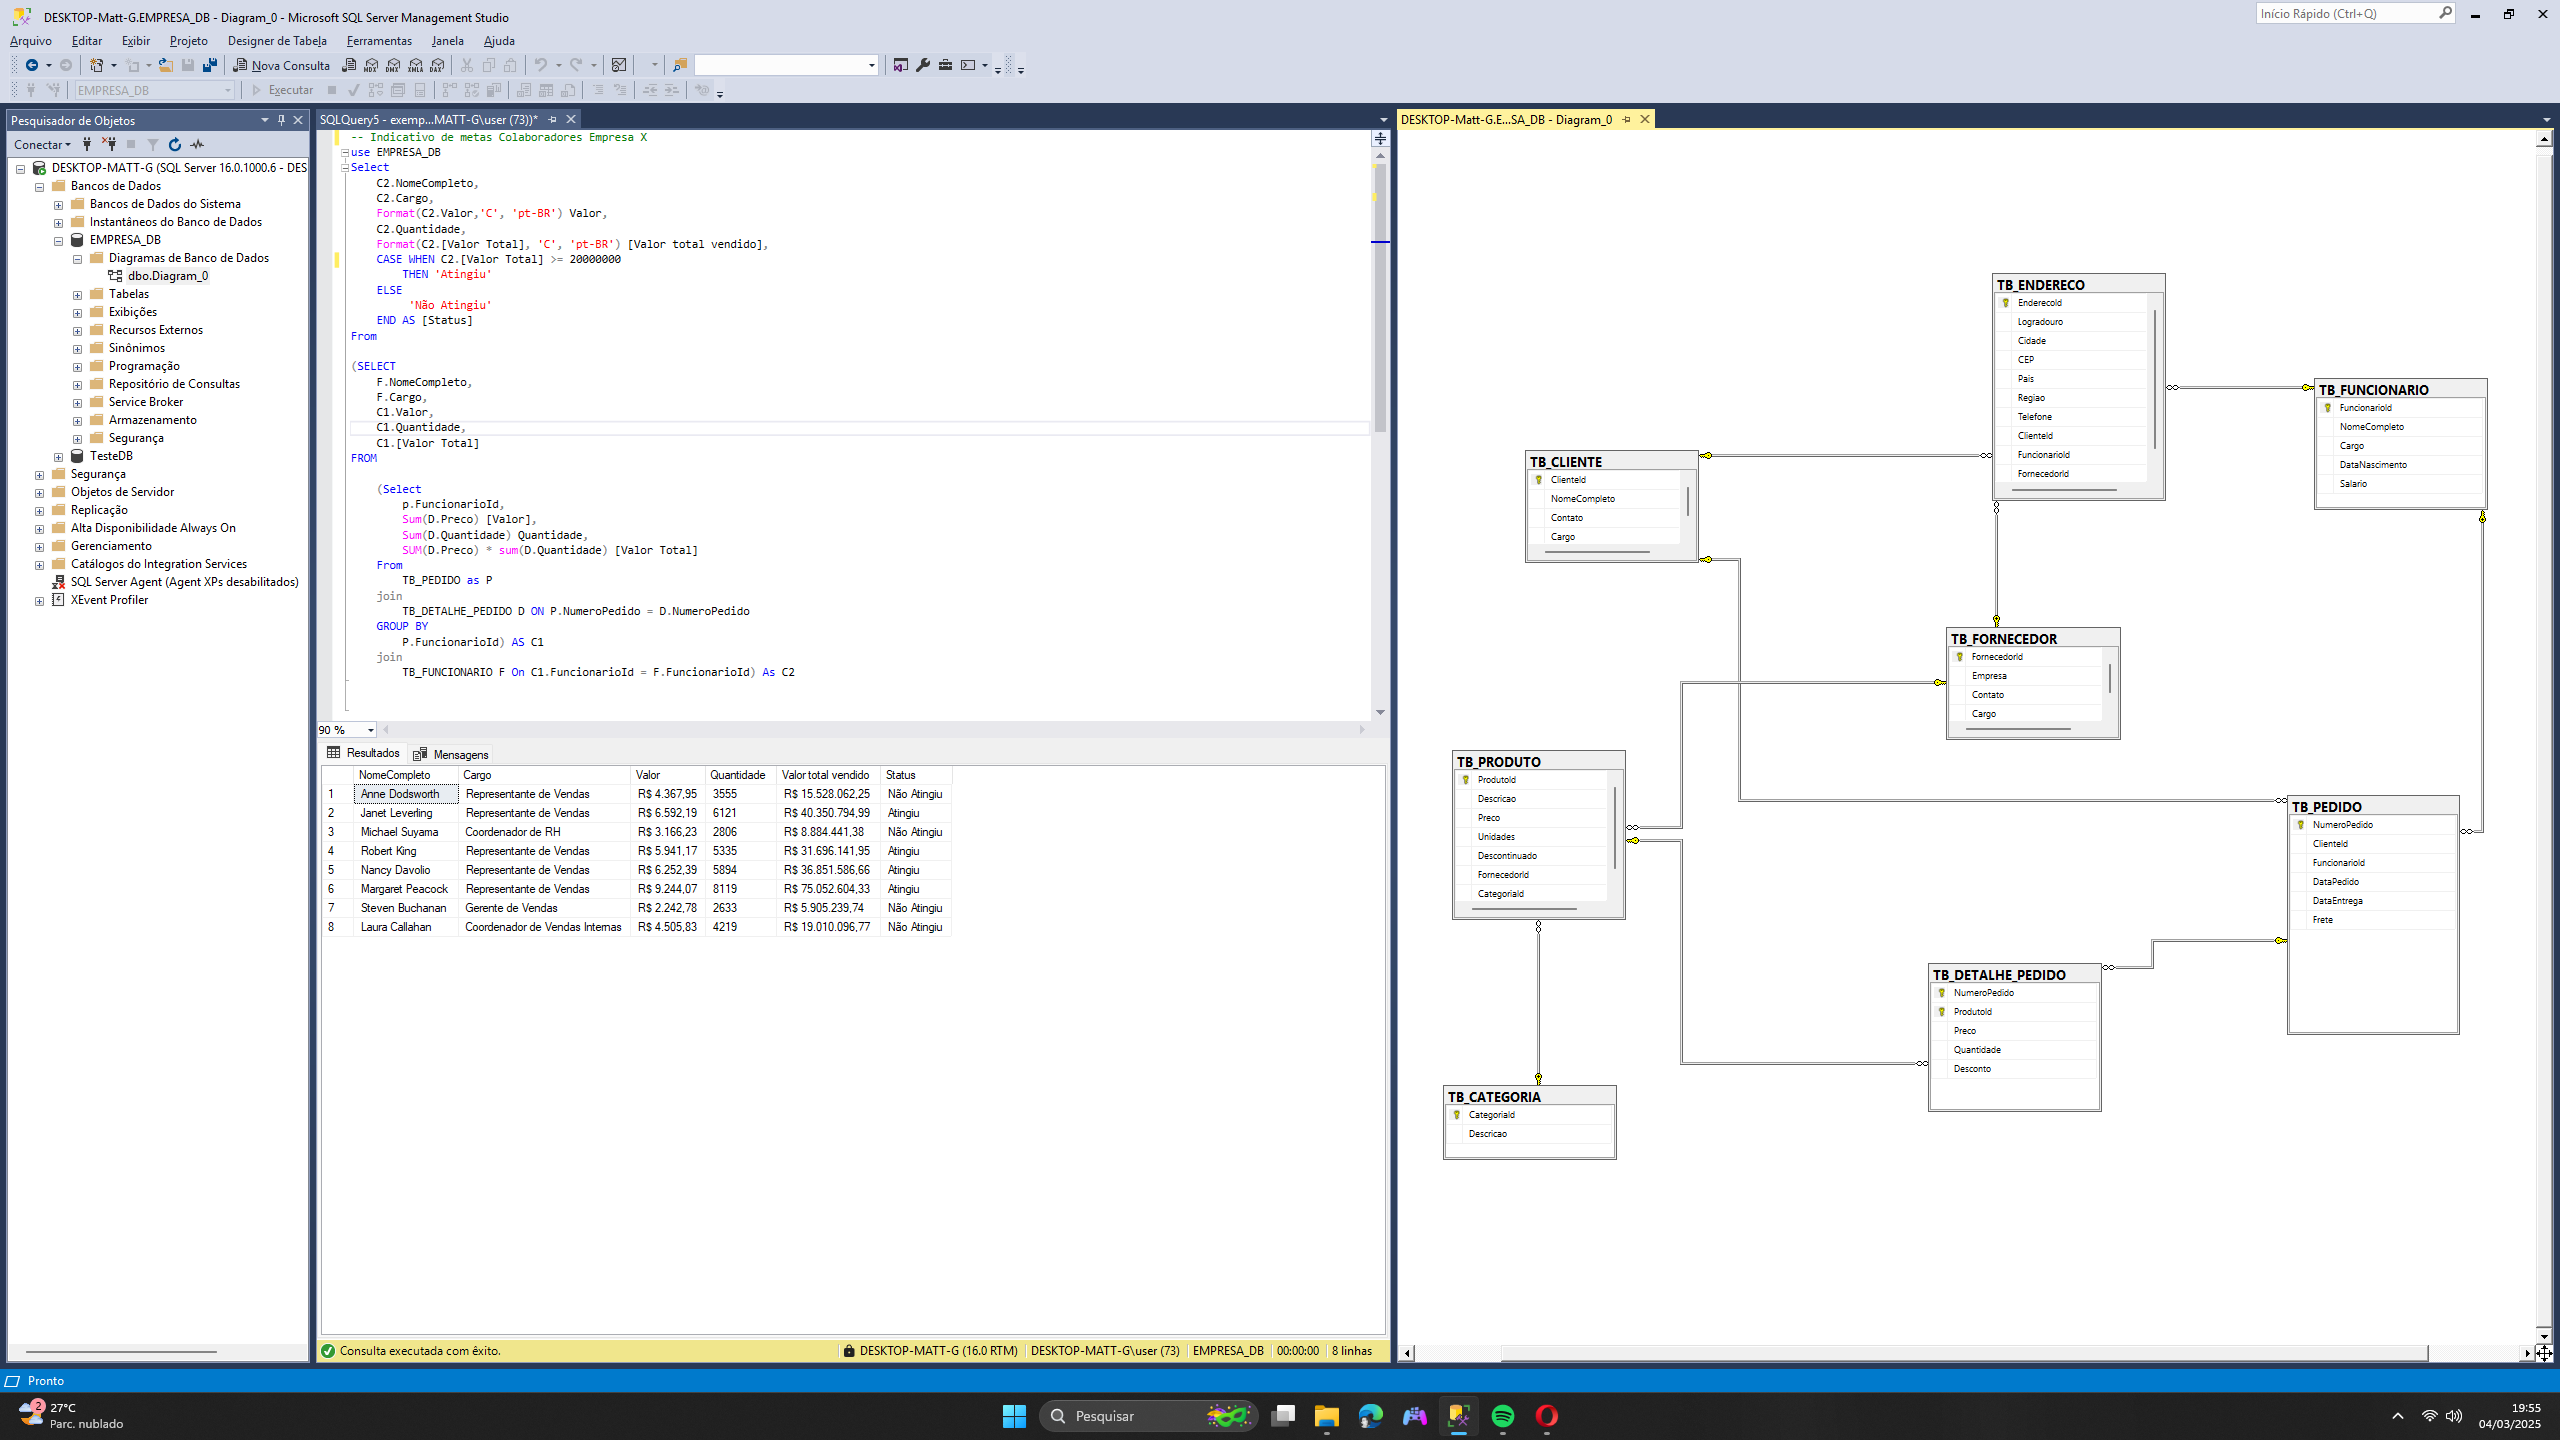 DESKTOP-Matt-G.EMPRESA_DB - Diagram_0 - Microsoft SQL Server Management Studio
Início Rápido (Ctrl+Q)
Arquivo Editar Exibir Projeto Designer de Tabela Ferramentas Janela Ajuda
Nova Consulta
EMPRESA_DB
Executar
Pesquisador de Objetos
Conectar
DESKTOP-MATT-G (SQL Server 16.0.1000.6 - DES
Bancos de Dados
Bancos de Dados do Sistema
Instantâneos do Banco de Dados
EMPRESA_DB
Diagramas de Banco de Dados
dbo.Diagram_0
Tabelas
Exibições
Recursos Externos
Sinônimos
Programação
Repositório de Consultas
Service Broker
Armazenamento
Segurança
TesteDB
Segurança
Objetos de Servidor
Replicação
Alta Disponibilidade Always On
Gerenciamento
Catálogos do Integration Services
SQL Server Agent (Agent XPs desabilitados)
XEvent Profiler
SQLQuery5 - exemp...MATT-G\user (73))*
-- Indicativo de metas Colaboradores Empresa X
use EMPRESA_DB
Select
C2.NomeCompleto,
C2.Cargo,
Format(C2.Valor,'C', 'pt-BR') Valor,
C2.Quantidade,
Format(C2.[Valor Total], 'C', 'pt-BR') [Valor total vendido],
CASE WHEN C2.[Valor Total] >= 20000000
THEN 'Atingiu'
ELSE
'Não Atingiu'
END AS [Status]
From
(SELECT
F.NomeCompleto,
F.Cargo,
C1.Valor,
C1.Quantidade,
C1.[Valor Total]
FROM
(Select
p.FuncionarioId,
Sum(D.Preco) [Valor],
Sum(D.Quantidade) Quantidade,
SUM(D.Preco) * sum(D.Quantidade) [Valor Total]
From
TB_PEDIDO as P
join
TB_DETALHE_PEDIDO D ON P.NumeroPedido = D.NumeroPedido
GROUP BY
P.FuncionarioId) AS C1
join
TB_FUNCIONARIO F On C1.FuncionarioId = F.FuncionarioId) As C2
90 %
Resultados Mensagens
NomeCompleto Cargo Valor Quantidade Valor total vendido Status
1 Anne Dodsworth Representante de Vendas R$ 4.367,95 3555 R$ 15.528.062,25 Não Atingiu
2 Janet Leverling Representante de Vendas R$ 6.592,19 6121 R$ 40.350.794,99 Atingiu
3 Michael Suyama Coordenador de RH R$ 3.166,23 2806 R$ 8.884.441,38 Não Atingiu
4 Robert King Representante de Vendas R$ 5.941,17 5335 R$ 31.696.141,95 Atingiu
5 Nancy Davolio Representante de Vendas R$ 6.252,39 5894 R$ 36.851.586,66 Atingiu
6 Margaret Peacock Representante de Vendas R$ 9.244,07 8119 R$ 75.052.604,33 Atingiu
7 Steven Buchanan Gerente de Vendas R$ 2.242,78 2633 R$ 5.905.239,74 Não Atingiu
8 Laura Callahan Coordenador de Vendas Internas R$ 4.505,83 4219 R$ 19.010.096,77 Não Atingiu
Consulta executada com êxito.
DESKTOP-MATT-G (16.0 RTM) DESKTOP-MATT-G\user (73) EMPRESA_DB 00:00:00 8 linhas
DESKTOP-Matt-G.E...SA_DB - Diagram_0
TB_ENDERECO
EnderecoId
Logradouro
Cidade
CEP
Pais
Regiao
Telefone
ClienteId
FuncionarioId
FornecedorId
TB_FUNCIONARIO
FuncionarioId
NomeCompleto
Cargo
DataNascimento
Salario
TB_CLIENTE
ClienteId
NomeCompleto
Contato
Cargo
TB_FORNECEDOR
FornecedorId
Empresa
Contato
Cargo
TB_PRODUTO
ProdutoId
Descricao
Preco
Unidades
Descontinuado
FornecedorId
CategoriaId
TB_PEDIDO
NumeroPedido
ClienteId
FuncionarioId
DataPedido
DataEntrega
Frete
TB_DETALHE_PEDIDO
NumeroPedido
ProdutoId
Preco
Quantidade
Desconto
TB_CATEGORIA
CategoriaId
Descricao
Pronto
2
27°C
Parc. nublado
Pesquisar
19:55
04/03/2025